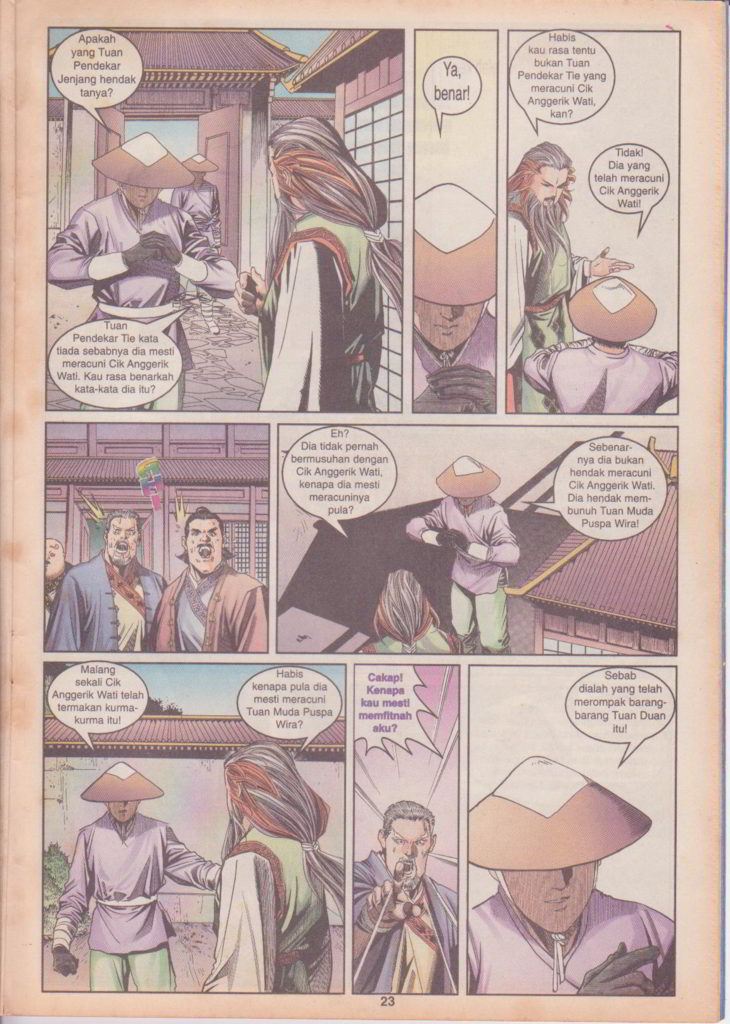 Apakah
yang Tuan
Pendekar
Jenjang hendak
tanya?
Tuan
Pendekar Tie kata
tiada sebabnya dia mesti
meracuni Cik Anggerik
Wati. Kau rasa benarkah
kata-kata dia itu?
Ya,
benar!
Habis
kau rasa tentu
bukan Tuan
Pendekar Tie yang
meracuni Cik
Anggerik Wati,
kan?
Tidak!
Dia yang
telah meracuni
Cik Anggerik
Wati!
Eh?
Dia tidak pernah
bermusuhan dengan
Cik Anggerik Wati,
kenapa dia mesti
meracuninya
pula?
Sebenar-
nya dia bukan
hendak meracuni
Cik Anggerik Wati.
Dia hendak mem-
bunuh Tuan Muda
Puspa Wira!
Malang
sekali Cik
Anggerik Wati telah
termakan kurma-
kurma itu!
Habis
kenapa pula dia
mesti meracuni
Tuan Muda Puspa
Wira?
Cakap!
Kenapa
kau mesti
memfitnah
aku?
Sebab
dialah yang telah
merompak barang-
barang Tuan Duan
itu!
23